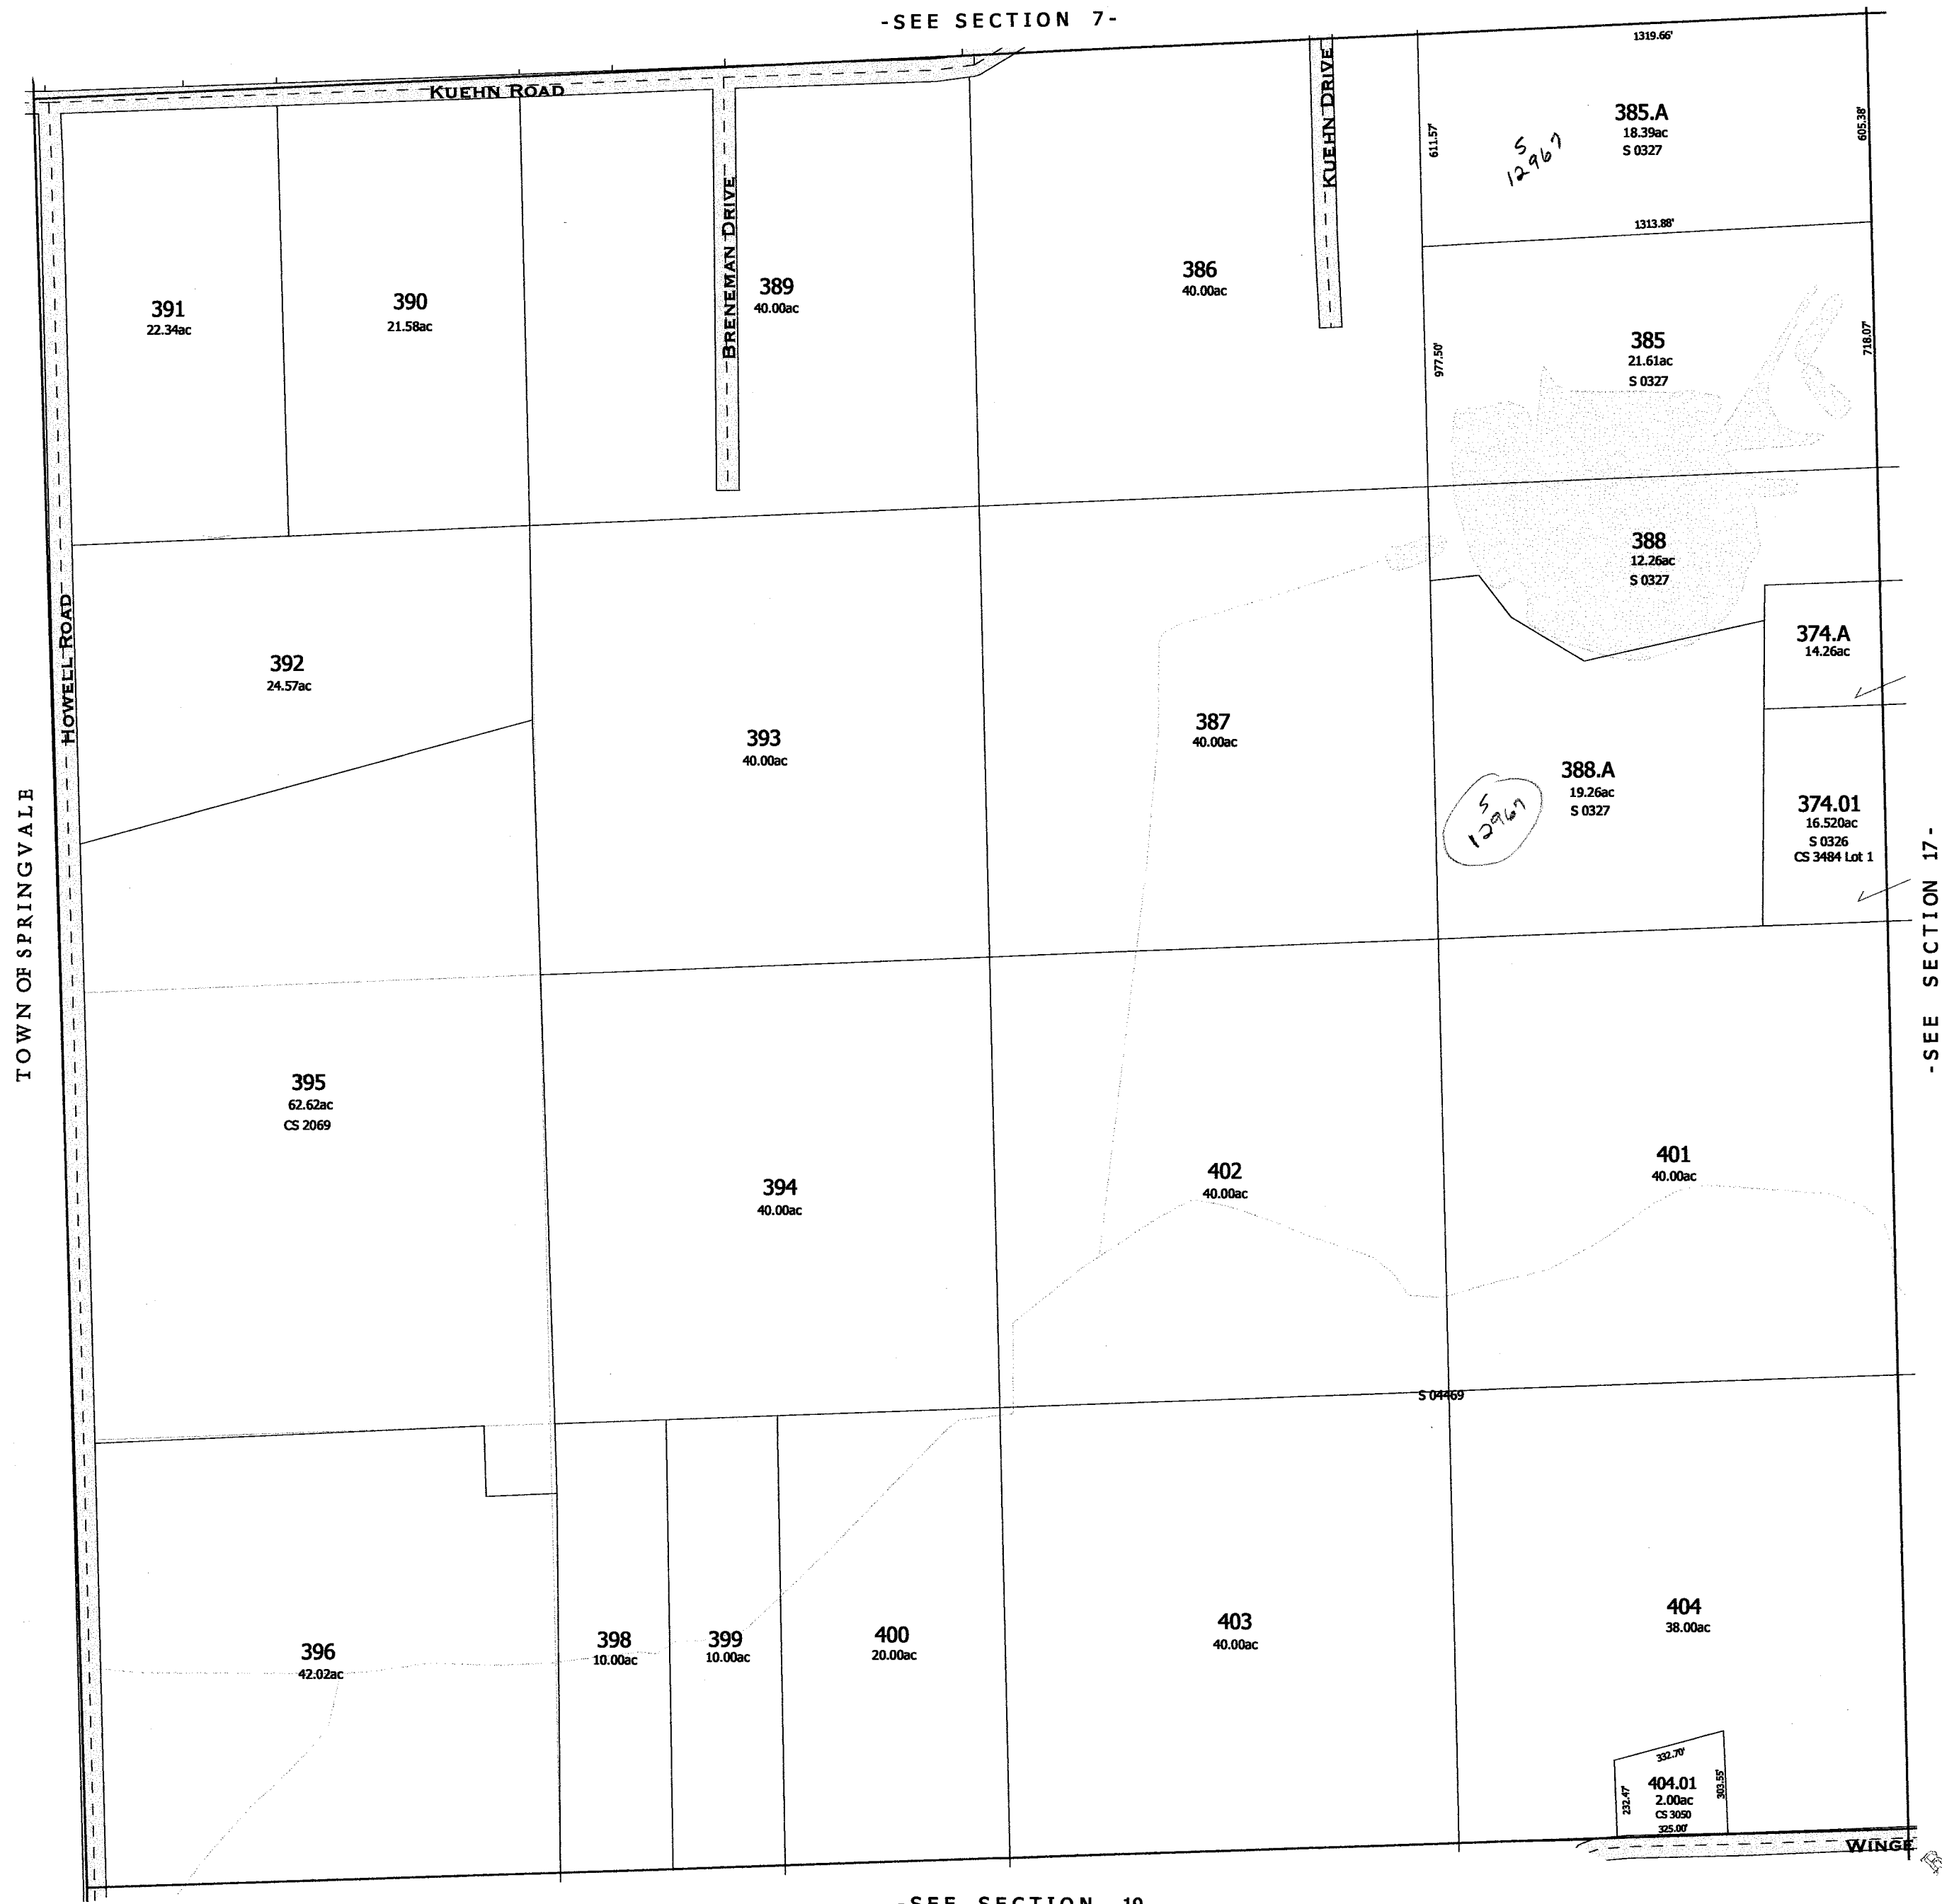 -SEE SECTION 7-
1319.66'
KUEHN ROAD
KUEHN DRIVE
611.57'
385.A
18.39ac
S 0327
605.38'
S
12967
1313.88'
BRENEMAN DRIVE
391
22.34ac
390
21.58ac
389
40.00ac
386
40.00ac
977.50'
385
21.61ac
S 0327
718.07'
388
12.26ac
S 0327
HOWELL ROAD
392
24.57ac
374.A
14.26ac
393
40.00ac
387
40.00ac
388.A
19.26ac
S 0327
S
12967
374.01
16.520ac
S 0326
CS 3484 Lot 1
TOWN OF SPRINGVALE
-SEE SECTION 17-
395
62.62ac
CS 2069
394
40.00ac
402
40.00ac
401
40.00ac
S 04469
396
42.02ac
398
10.00ac
399
10.00ac
400
20.00ac
403
40.00ac
404
38.00ac
332.70'
232.47'
404.01
2.00ac
CS 3050
303.55'
325.00'
WINGE
-SEE SECTION 19